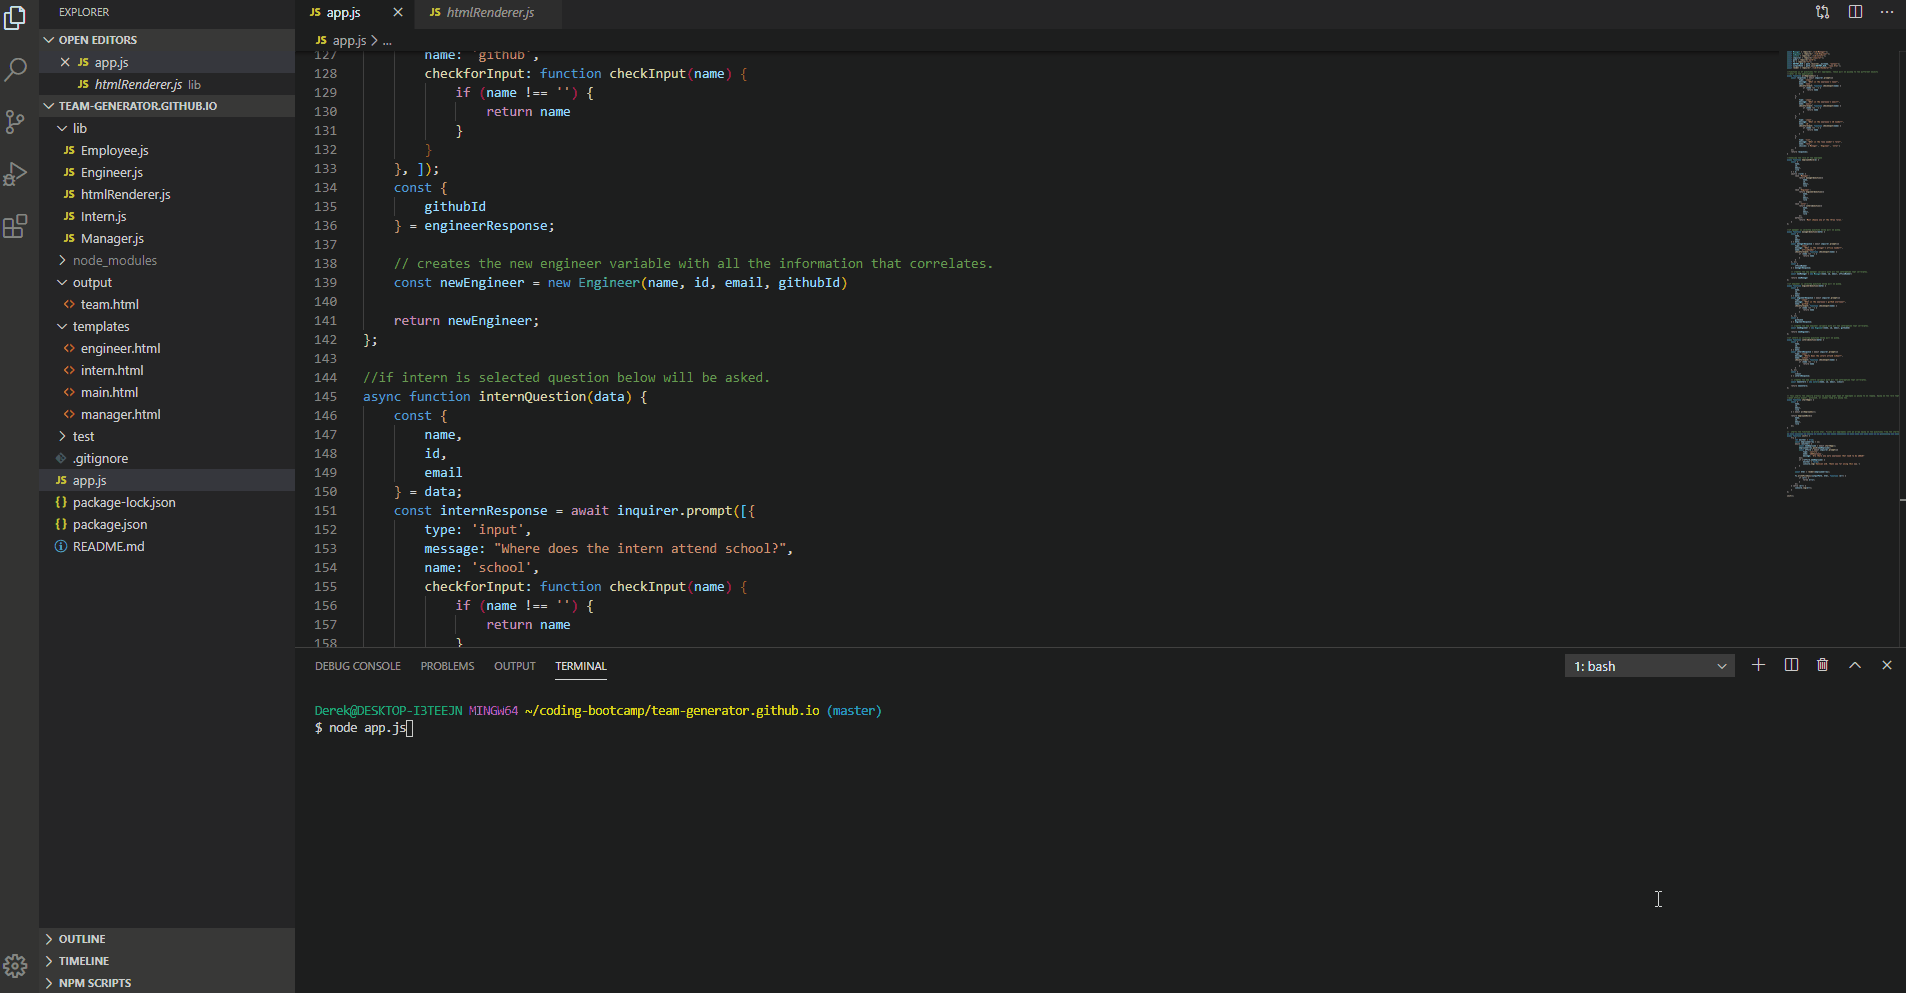 EXPLORER
OPEN EDITORS
JS app.js
JS htmlRenderer.js lib
TEAM-GENERATOR.GITHUB.IO
lib
JS Employee.js
JS Engineer.js
JS htmlRenderer.js
JS Intern.js
JS Manager.js
node_modules
output
<> team.html
templates
<> engineer.html
<> intern.html
<> main.html
<> manager.html
test
.gitignore
JS app.js
{} package-lock.json
{} package.json
README.md
OUTLINE
TIMELINE
NPM SCRIPTS
JS app.js
JS htmlRenderer.js
JS app.js > ...
127 name: 'github',
128 checkforInput: function checkInput(name) {
129 if (name !== '') {
130 return name
131 }
132 }
133 }, ]);
134 const {
135 githubId
136 } = engineerResponse;
137
138 // creates the new engineer variable with all the information that correlates.
139 const newEngineer = new Engineer(name, id, email, githubId)
140
141 return newEngineer;
142 };
143
144 //if intern is selected question below will be asked.
145 async function internQuestion(data) {
146 const {
147 name,
148 id,
149 email
150 } = data;
151 const internResponse = await inquirer.prompt([{
152 type: 'input',
153 message: "Where does the intern attend school?",
154 name: 'school',
155 checkforInput: function checkInput(name) {
156 if (name !== '') {
157 return name
158 }
DEBUG CONSOLE PROBLEMS OUTPUT TERMINAL
1: bash
Derek@DESKTOP-I3TEEJN MINGW64 ~/coding-bootcamp/team-generator.github.io (master)
$ node app.js